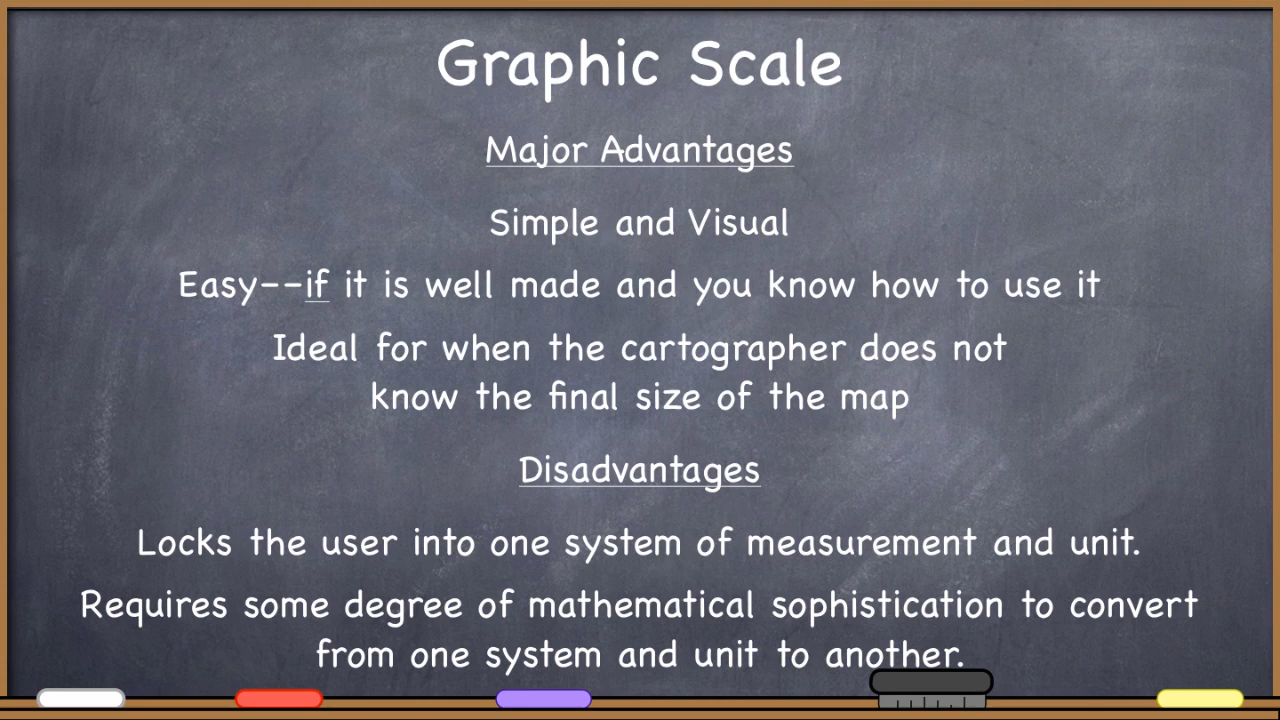 Graphic Scale
Major Advantages
Simple and Visual
Easy--if it is well made and you know how to use it
Ideal for when the cartographer does not
know the final size of the map
Disadvantages
Locks the user into one system of measurement and unit.
Requires some degree of mathematical sophistication to convert
from one system and unit to another.